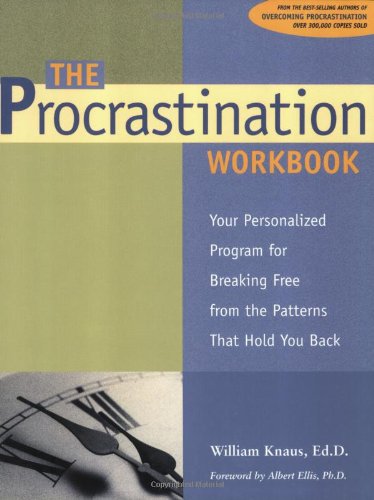 FROM THE BEST-SELLING AUTHORS OF
OVERCOMING PROCRASTINATION
OVER 300,000 COPIES SOLD
THE
Procrastination
WORKBOOK
Your Personalized
Program for
Breaking Free
from the Patterns
That Hold You Back
William Knaus, Ed.D.
Foreword by Albert Ellis, Ph.D.